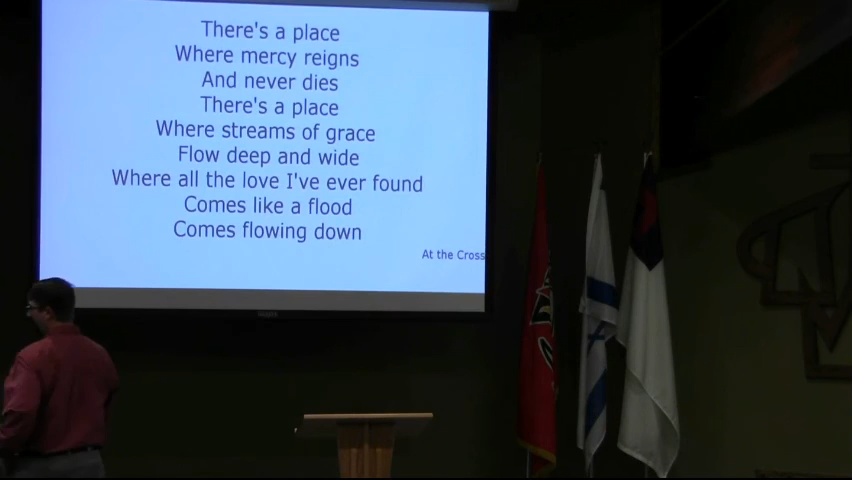 There's a place
Where mercy reigns
And never dies
There's a place
Where streams of grace
Flow deep and wide
Where all the love I've ever found
Comes like a flood
Comes flowing down
At the Cross